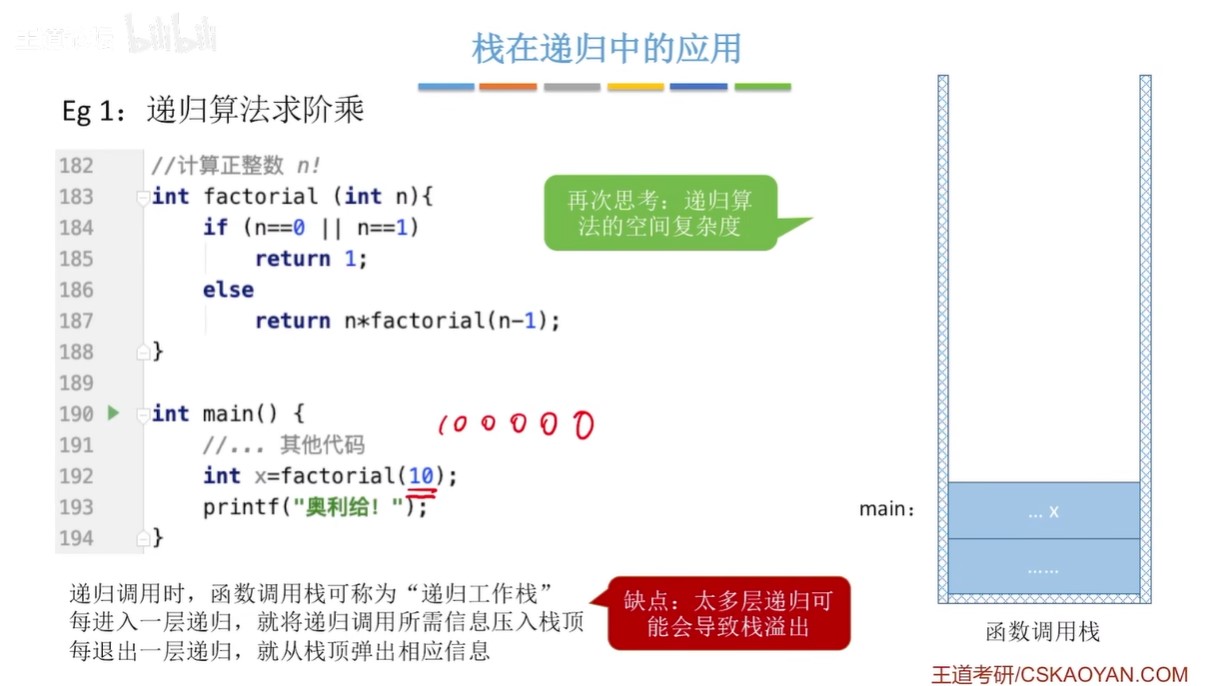 bilibili
栈在递归中的应用
Eg 1：递归算法求阶乘
182 //计算正整数 n!
183 int factorial (int n){
184 if (n==0 || n==1)
185 return 1;
186 else
187 return n*factorial(n-1);
188 }
189
190 int main() {
191 //... 其他代码
192 int x=factorial(10);
193 printf("奥利给！");
194 }
100000
再次思考：递归算
法的空间复杂度
递归调用时，函数调用栈可称为“递归工作栈”
每进入一层递归，就将递归调用所需信息压入栈顶
每退出一层递归，就从栈顶弹出相应信息
缺点：太多层递归可
能会导致栈溢出
main：
... x
......
函数调用栈
王道考研/CSKAOYAN.COM